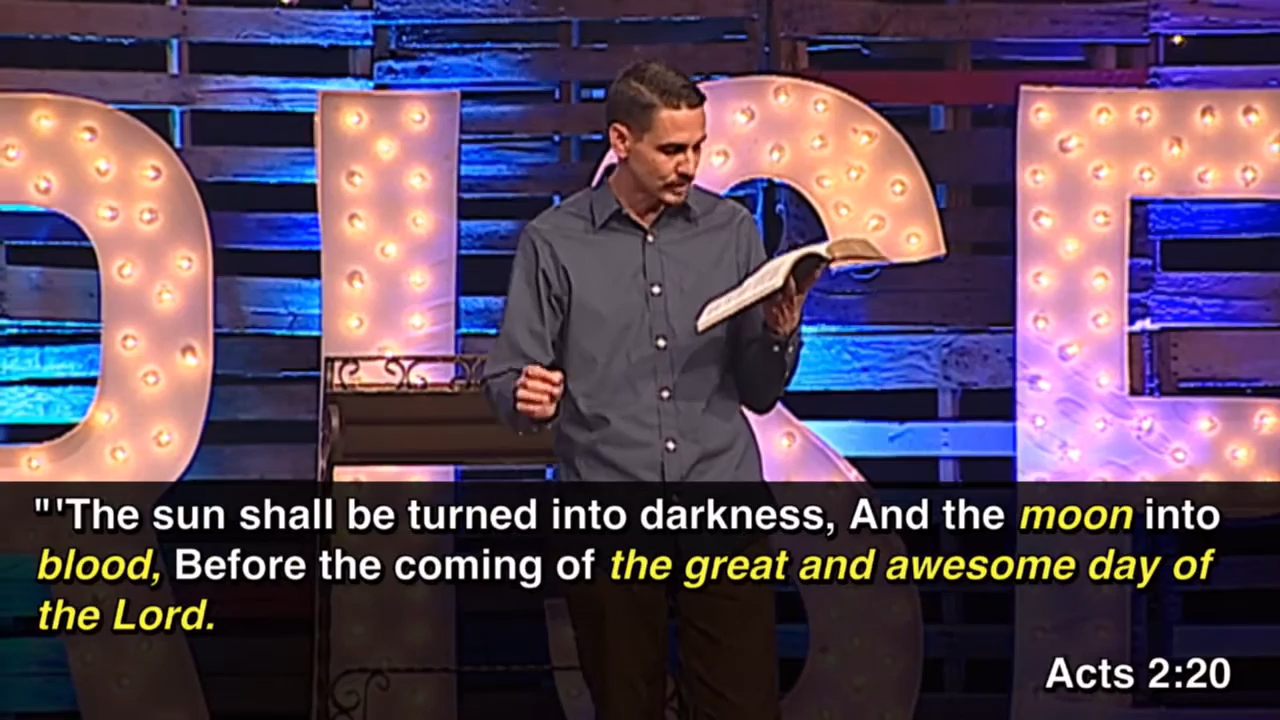 RISE
"'The sun shall be turned into darkness, And the moon into
blood, Before the coming of the great and awesome day of
the Lord.
Acts 2:20